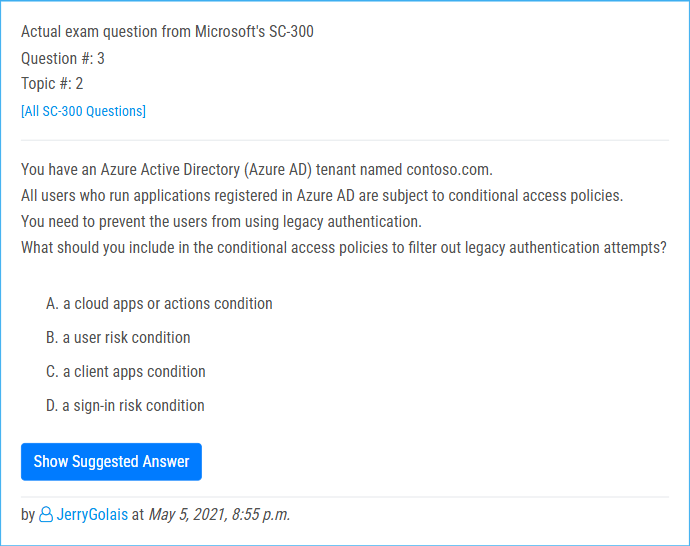 Actual exam question from Microsoft's SC-300
Question #: 3
Topic #: 2
[All SC-300 Questions]
You have an Azure Active Directory (Azure AD) tenant named contoso.com.
All users who run applications registered in Azure AD are subject to conditional access policies.
You need to prevent the users from using legacy authentication.
What should you include in the conditional access policies to filter out legacy authentication attempts?
A. a cloud apps or actions condition
B. a user risk condition
C. a client apps condition
D. a sign-in risk condition
Show Suggested Answer
by JerryGolais at May 5, 2021, 8:55 p.m.